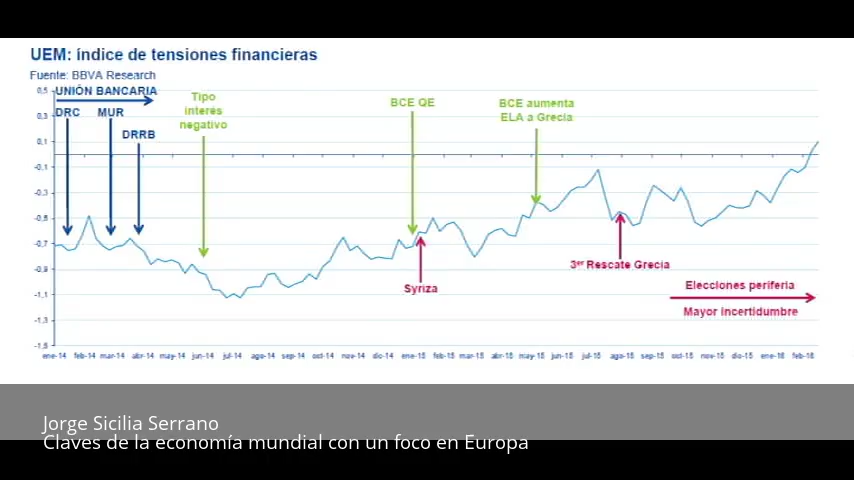 UEM: índice de tensiones financieras
Fuente: BBVA Research
UNIÓN BANCARIA
DRC
MUR
DRRB
Tipo
interés
negativo
BCE QE
BCE aumenta
ELA a Grecia
Syriza
3er Rescate Grecia
Elecciones periferia
Mayor incertidumbre
0,5
0,3
0,1
-0,1
-0,3
-0,5
-0,7
-0,9
-1,1
-1,3
-1,5
ene-14 feb-14 mar-14 abr-14 may-14 jun-14 jul-14 ago-14 sep-14 oct-14 nov-14 dic-14 ene-15 feb-15 mar-15 abr-15 may-15 jun-15 jul-15 ago-15 sep-15 oct-15 nov-15 dic-15 ene-16 feb-16
Jorge Sicilia Serrano
Claves de la economía mundial con un foco en Europa